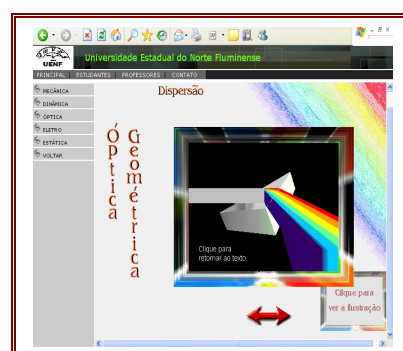 UENF
Universidade Estadual do Norte Fluminense
PRINCIPAL ESTUDANTES PROFESSORES CONTATO
MECÂNICA
DINÂMICA
ÓPTICA
ELETRO
ESTÁTICA
VOLTAR
Dispersão
Óptica
Geométrica
Clique para
retornar ao texto.
Clique para
ver a ilustração